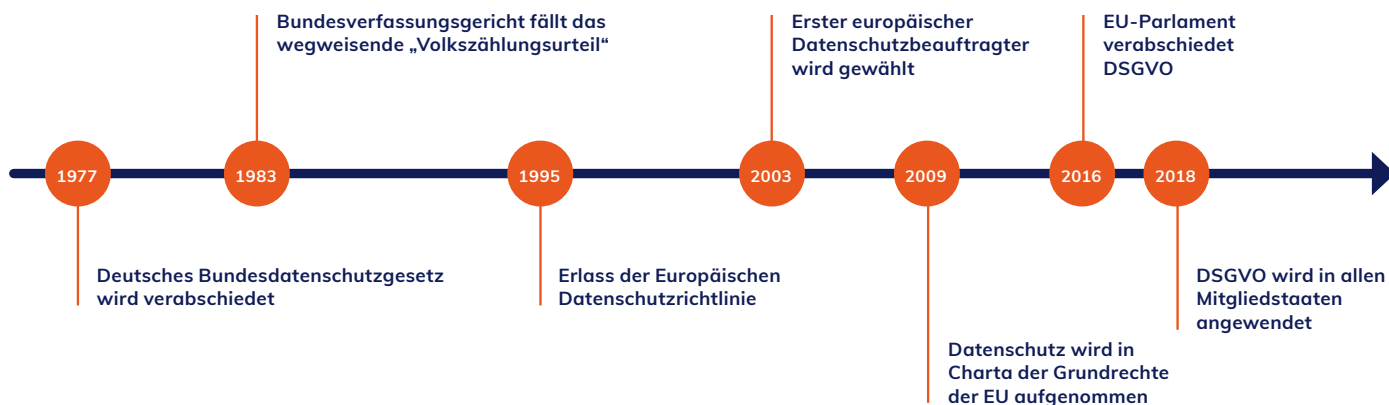 Bundesverfassungsgericht fällt das
wegweisende „Volkszählungsurteil“
Erster europäischer
Datenschutzbeauftragter
wird gewählt
EU-Parlament
verabschiedet
DSGVO
1977
1983
1995
2003
2009
2016
2018
Deutsches Bundesdatenschutzgesetz
wird verabschiedet
Erlass der Europäischen
Datenschutzrichtlinie
Datenschutz wird in
Charta der Grundrechte
der EU aufgenommen
DSGVO wird in allen
Mitgliedstaaten
angewendet